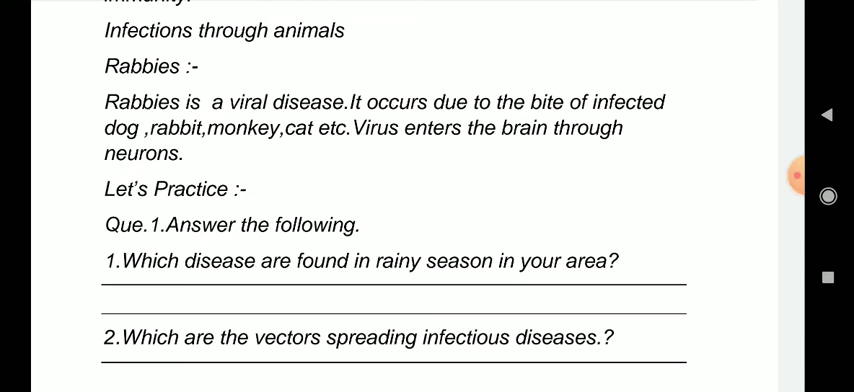 immunity.
Infections through animals
Rabbies :-
Rabbies is a viral disease.It occurs due to the bite of infected
dog ,rabbit,monkey,cat etc.Virus enters the brain through
neurons.
Let's Practice :-
Que.1.Answer the following.
1.Which disease are found in rainy season in your area?
2.Which are the vectors spreading infectious diseases.?